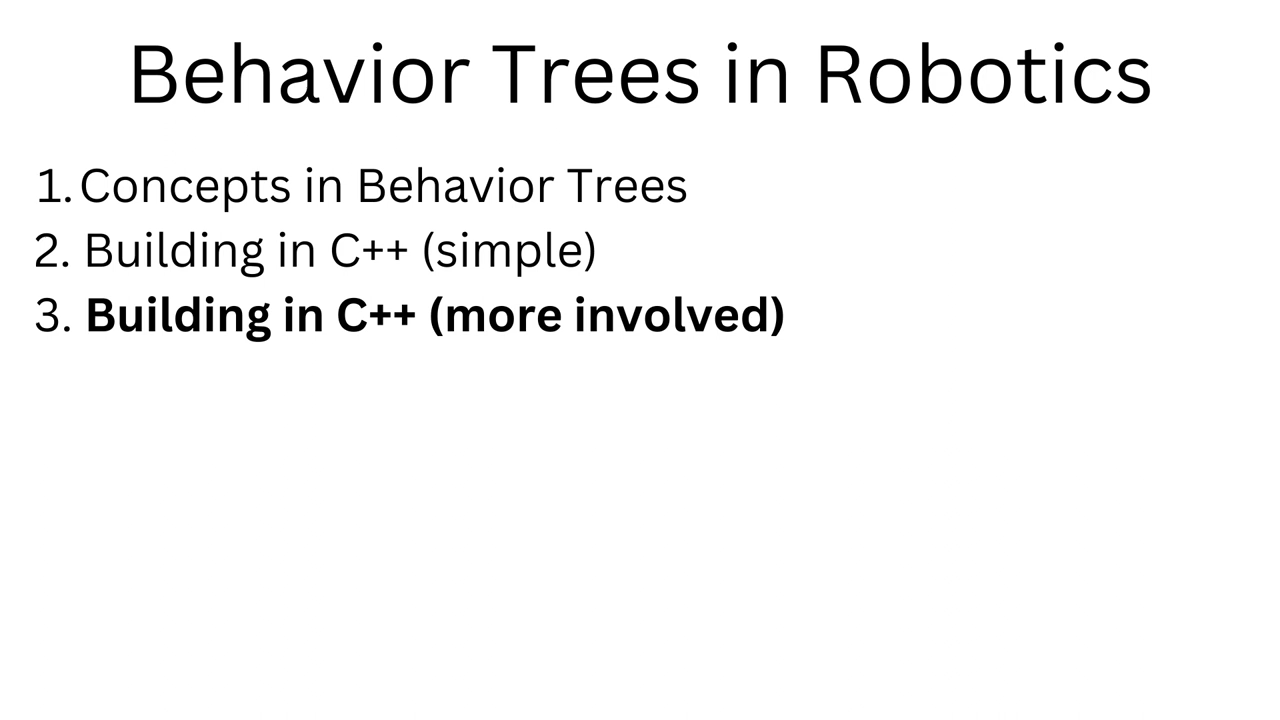 Behavior Trees in Robotics
1. Concepts in Behavior Trees
2. Building in C++ (simple)
3. Building in C++ (more involved)